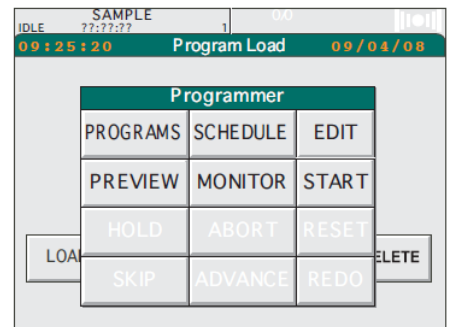 SAMPLE 0/0
IDLE ??:??:?? 1
09:25:20 Program Load 09/04/08
Programmer
PROGRAMS SCHEDULE EDIT
PREVIEW MONITOR START
HOLD ABORT RESET
LOA ELETE
SKIP ADVANCE REDO